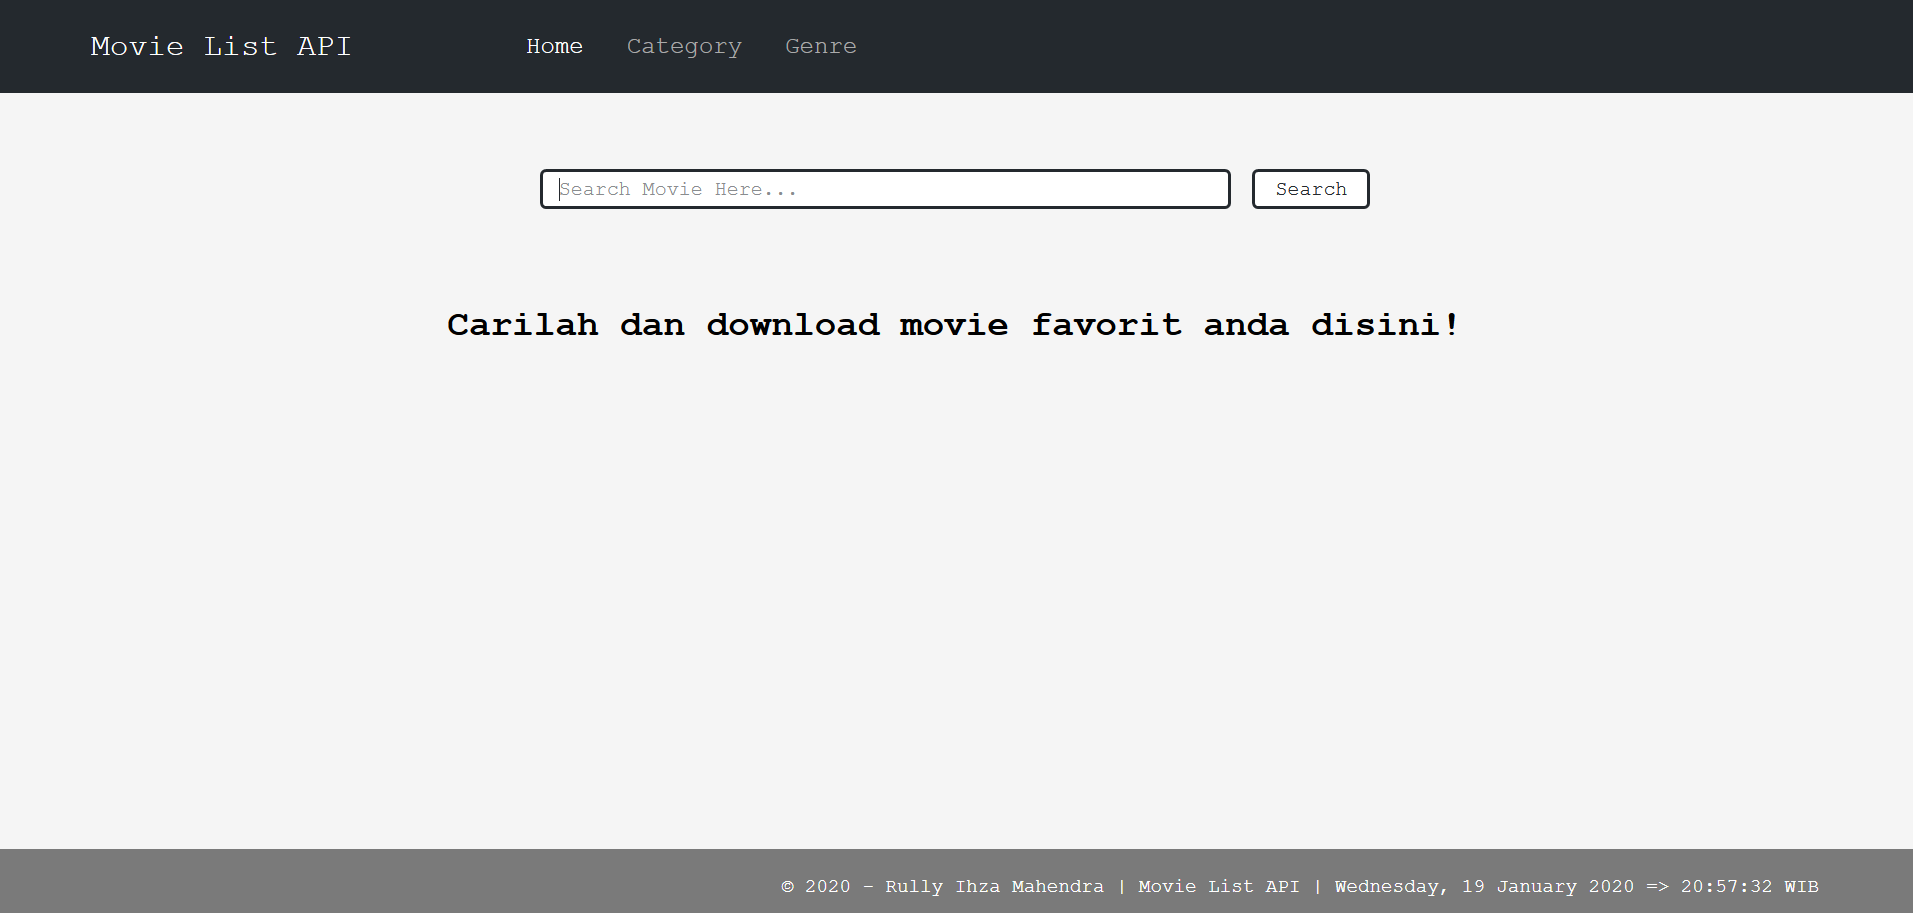 Movie List API Home Category Genre
Search Movie Here... Search
Carilah dan download movie favorit anda disini!
© 2020 - Rully Ihza Mahendra | Movie List API | Wednesday, 19 January 2020 => 20:57:32 WIB